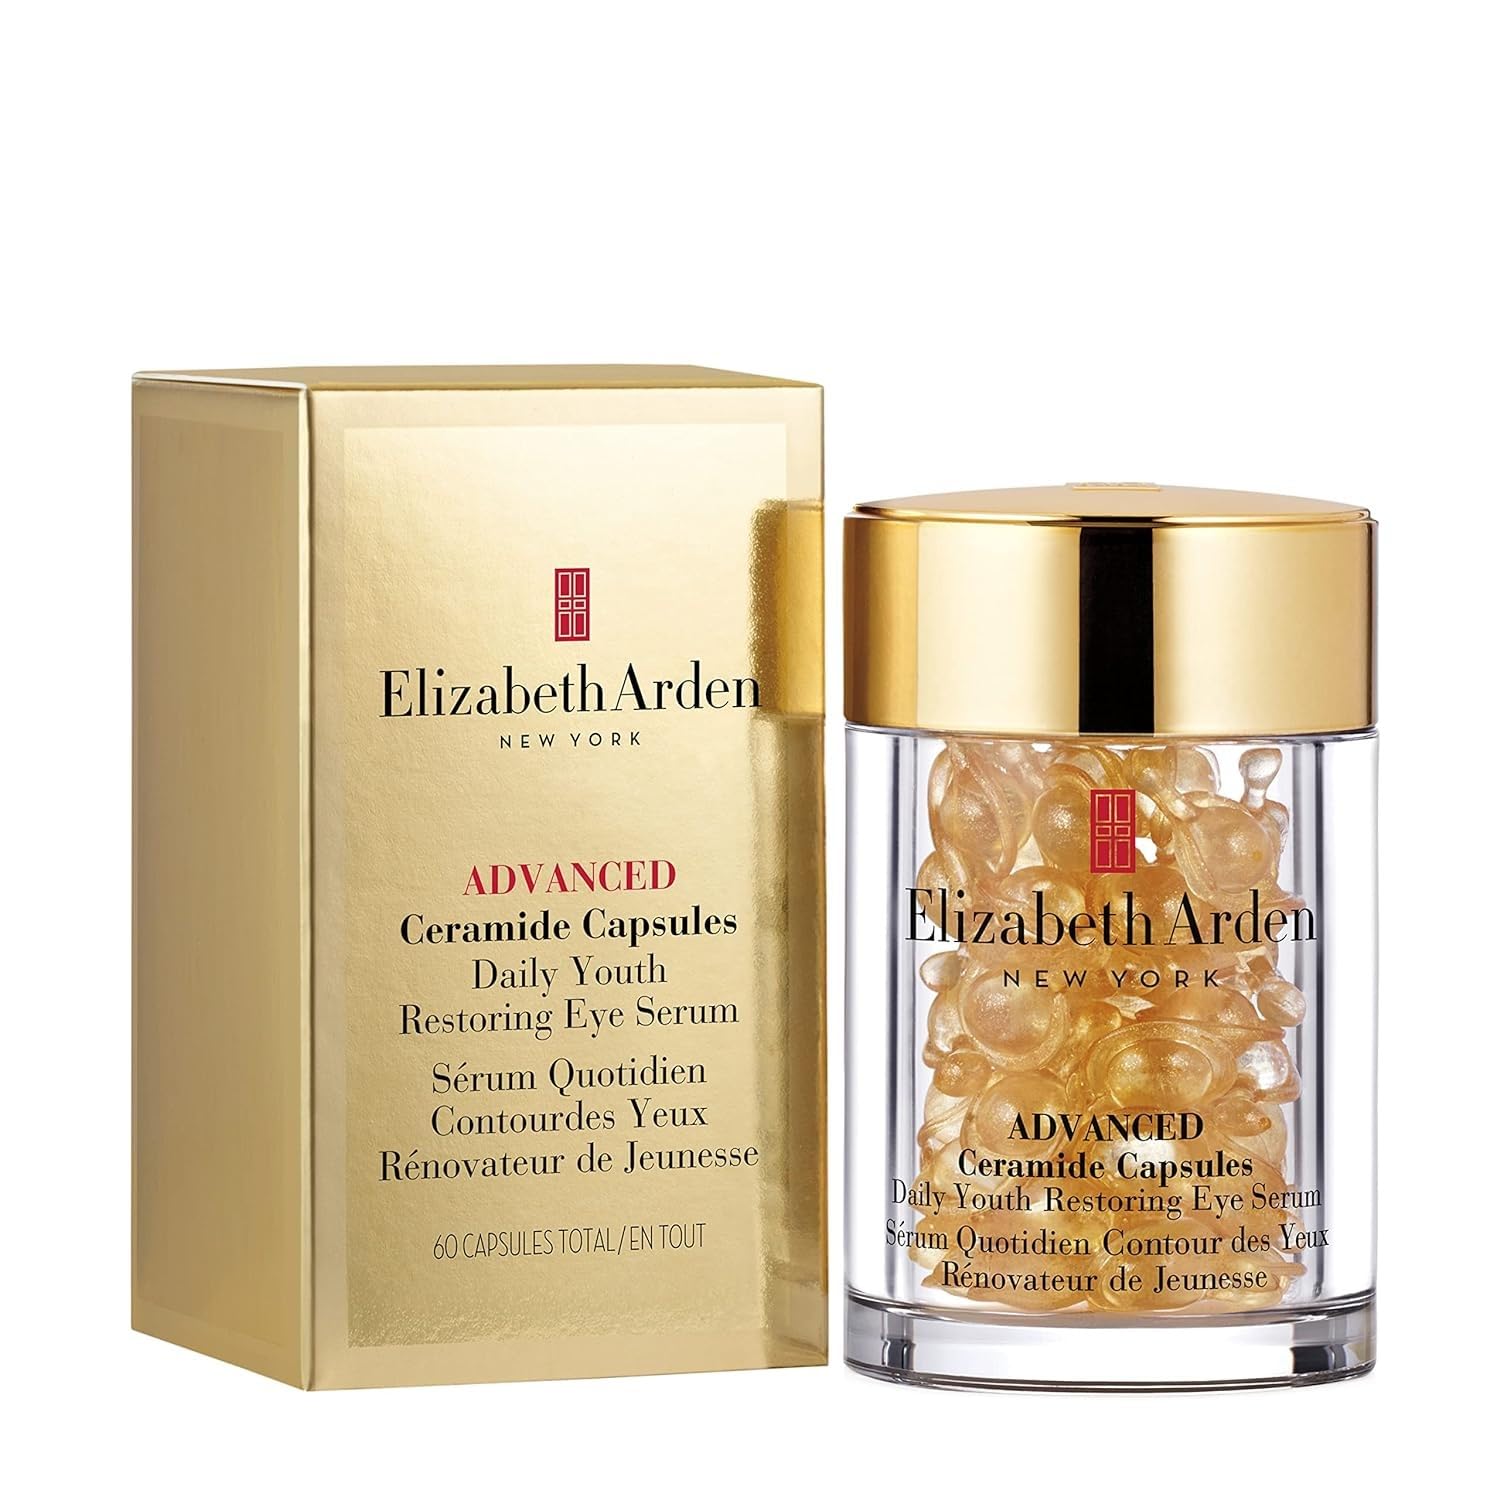 Elizabeth Arden
NEW YORK
ADVANCED
Ceramide Capsules
Daily Youth
Restoring Eye Serum
Sérum Quotidien
Contourdes Yeux
Rénovateur de Jeunesse
60 CAPSULES TOTAL/EN TOUT
Elizabeth Arden
NEW YORK
ADVANCED
Ceramide Capsules
Daily Youth Restoring Eye Serum
Sérum Quotidien Contour des Yeux
Rénovateur de Jeunesse